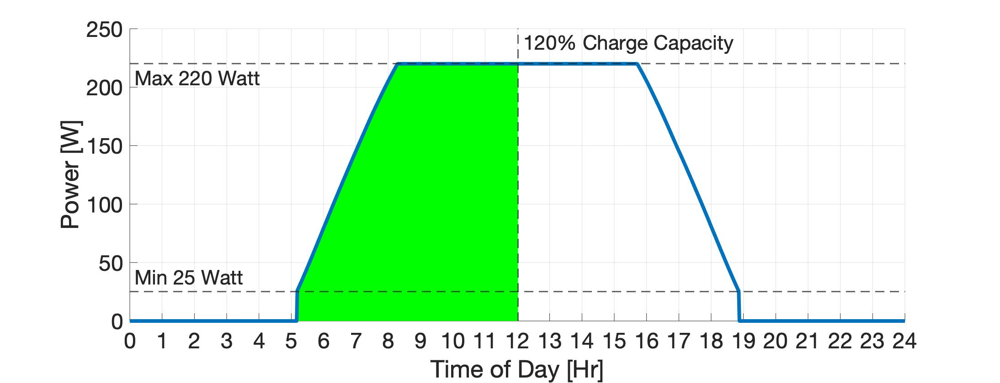 250
120% Charge Capacity
Max 220 Watt
200
150
100
50
Min 25 Watt
0
Power [W]
0 1 2 3 4 5 6 7 8 9 10 11 12 13 14 15 16 17 18 19 20 21 22 23 24
Time of Day [Hr]